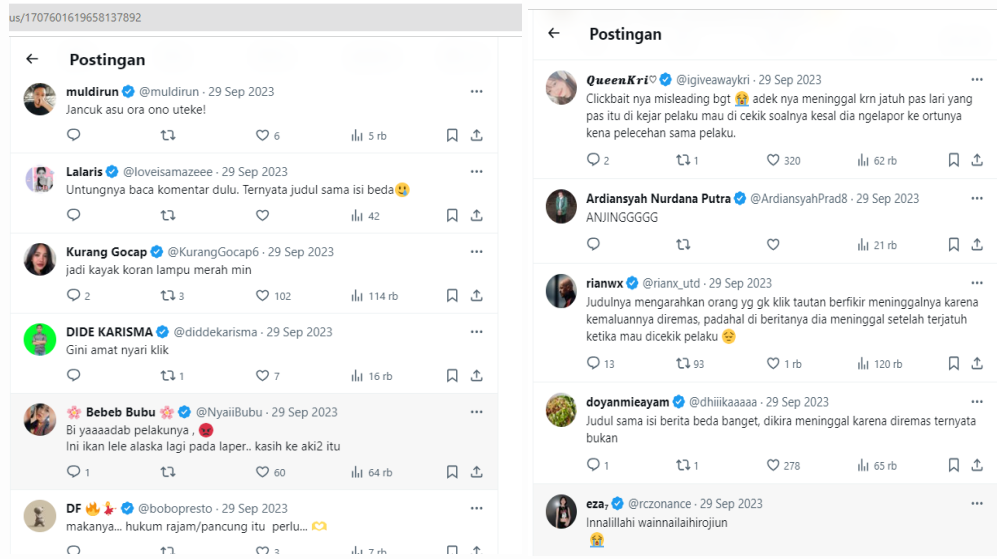 us/1707601619658137892
Postingan
muldirun @muldirun · 29 Sep 2023
Jancuk asu ora ono uteke!
6
5 rb
Lalaris @loveisamazeee · 29 Sep 2023
Untungnya baca komentar dulu. Ternyata judul sama isi beda🥲
42
Kurang Gocap @KurangGocap6 · 29 Sep 2023
jadi kayak koran lampu merah min
2
3
102
114 rb
DIDE KARISMA @diddekarisma · 29 Sep 2023
Gini amat nyari klik
1
7
16 rb
🌸 Bebeb Bubu 🌸 @NyaiiBubu · 29 Sep 2023
Bi yaaaadab pelakunya , 😡
Ini ikan lele alaska lagi pada laper.. kasih ke aki2 itu
1
60
64 rb
DF 🔥💃 @bobopresto · 29 Sep 2023
makanya... hukum rajam/pancung itu perlu... 🫶
3
7 rb
Postingan
QueenKri♡ @igiveawaykri · 29 Sep 2023
Clickbait nya misleading bgt 😭 adek nya meninggal krn jatuh pas lari yang
pas itu di kejar pelaku mau di cekik soalnya kesal dia ngelapor ke ortunya
kena pelecehan sama pelaku.
2
1
320
62 rb
Ardiansyah Nurdana Putra @ArdiansyahPrad8 · 29 Sep 2023
ANJINGGGGG
21 rb
rianwx @rianx_utd · 29 Sep 2023
Judulnya mengarahkan orang yg gk klik tautan berfikir meninggalnya karena
kemaluannya diremas, padahal di beritanya dia meninggal setelah terjatuh
ketika mau dicekik pelaku 😔
13
93
1 rb
120 rb
doyanmieayam @dhiiikaaaaa · 29 Sep 2023
Judul sama isi berita beda banget, dikira meninggal karena diremas ternyata
bukan
1
1
278
65 rb
eza₇ @rczonance · 29 Sep 2023
Innalillahi wainnailaihirojiun
😭